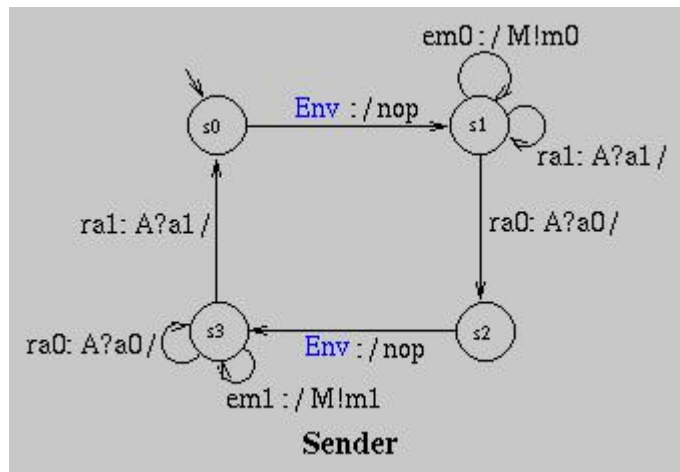 em0 : / M!m0
Env : / nop
s0
s1
ra1: A?a1 /
ra1: A?a1 /
ra0: A?a0 /
s3
s2
ra0: A?a0 /
Env : / nop
em1 : / M!m1
Sender